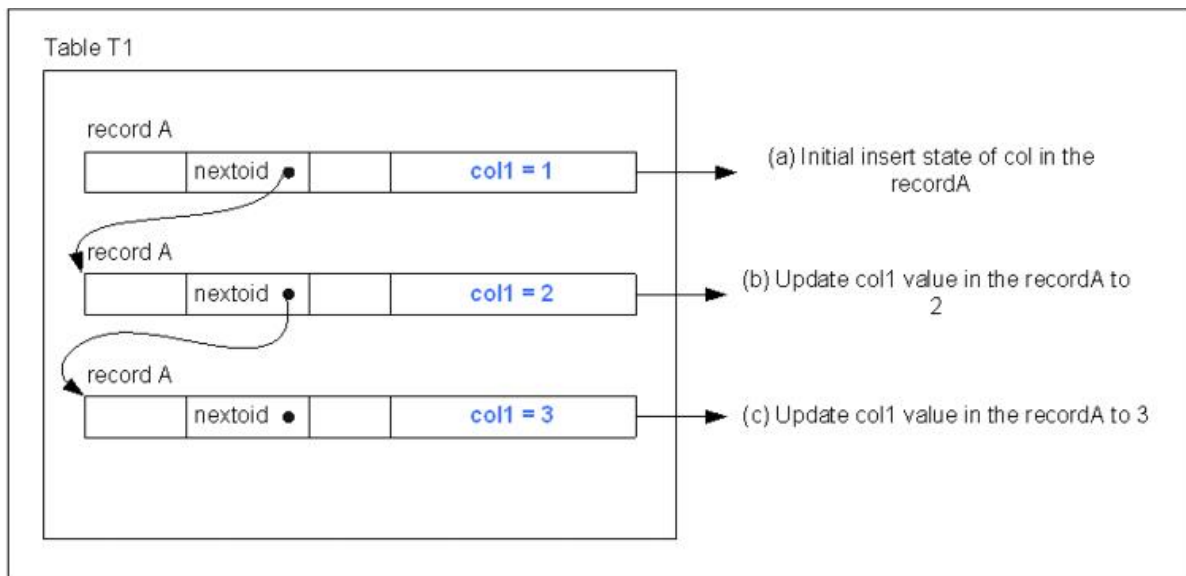 Table T1
record A
nextoid
col1 = 1
(a) Initial insert state of col in the
recordA
record A
nextoid
col1 = 2
(b) Update col1 value in the recordA to
2
record A
nextoid
col1 = 3
(c) Update col1 value in the recordA to 3